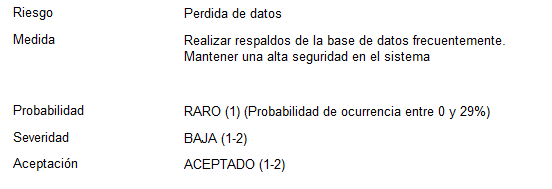 Riesgo Perdida de datos
Medida Realizar respaldos de la base de datos frecuentemente.
Mantener una alta seguridad en el sistema
Probabilidad RARO (1) (Probabilidad de ocurrencia entre 0 y 29%)
Severidad BAJA (1-2)
Aceptación ACEPTADO (1-2)